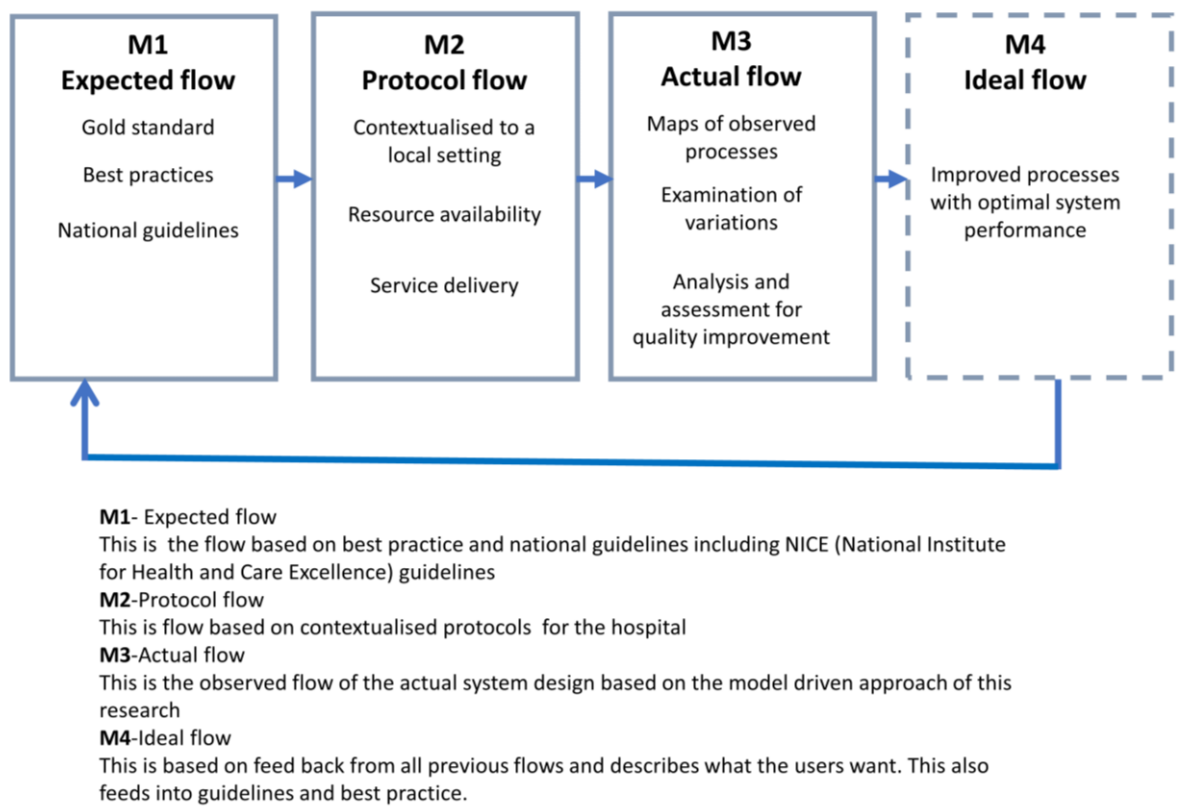 M1
Expected flow
Gold standard
Best practices
National guidelines
M2
Protocol flow
Contextualised to a
local setting
Resource availability
Service delivery
M3
Actual flow
Maps of observed
processes
Examination of
variations
Analysis and
assessment for
quality improvement
M4
Ideal flow
Improved processes
with optimal system
performance
M1- Expected flow
This is the flow based on best practice and national guidelines including NICE (National Institute
for Health and Care Excellence) guidelines
M2-Protocol flow
This is flow based on contextualised protocols for the hospital
M3-Actual flow
This is the observed flow of the actual system design based on the model driven approach of this
research
M4-Ideal flow
This is based on feed back from all previous flows and describes what the users want. This also
feeds into guidelines and best practice.